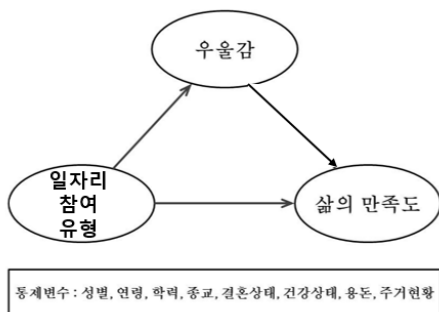 우울감
일자리
참여
유형
삶의 만족도
통제변수 : 성별, 연령, 학력, 종교, 결혼상태, 건강상태, 용돈, 주거현황